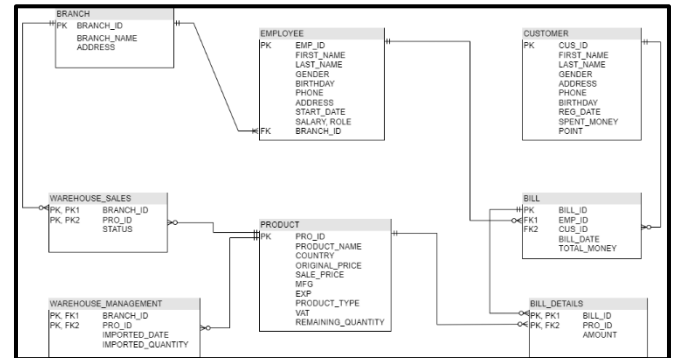 BRANCH
PK BRANCH_ID
BRANCH_NAME
ADDRESS
EMPLOYEE
PK EMP_ID
FIRST_NAME
LAST_NAME
GENDER
BIRTHDAY
PHONE
ADDRESS
START_DATE
SALARY, ROLE
FK BRANCH_ID
CUSTOMER
PK CUS_ID
FIRST_NAME
LAST_NAME
GENDER
ADDRESS
PHONE
BIRTHDAY
REG_DATE
SPENT_MONEY
POINT
WAREHOUSE_SALES
PK, PK1 BRANCH_ID
PK, PK2 PRO_ID
STATUS
PRODUCT
PK PRO_ID
PRODUCT_NAME
COUNTRY
ORIGINAL_PRICE
SALE_PRICE
MFG
EXP
PRODUCT_TYPE
VAT
REMAINING_QUANTITY
BILL
PK BILL_ID
FK1 EMP_ID
FK2 CUS_ID
BILL_DATE
TOTAL_MONEY
WAREHOUSE_MANAGEMENT
PK, FK1 BRANCH_ID
PK, FK2 PRO_ID
IMPORTED_DATE
IMPORTED_QUANTITY
BILL_DETAILS
PK, PK1 BILL_ID
PK, FK2 PRO_ID
AMOUNT